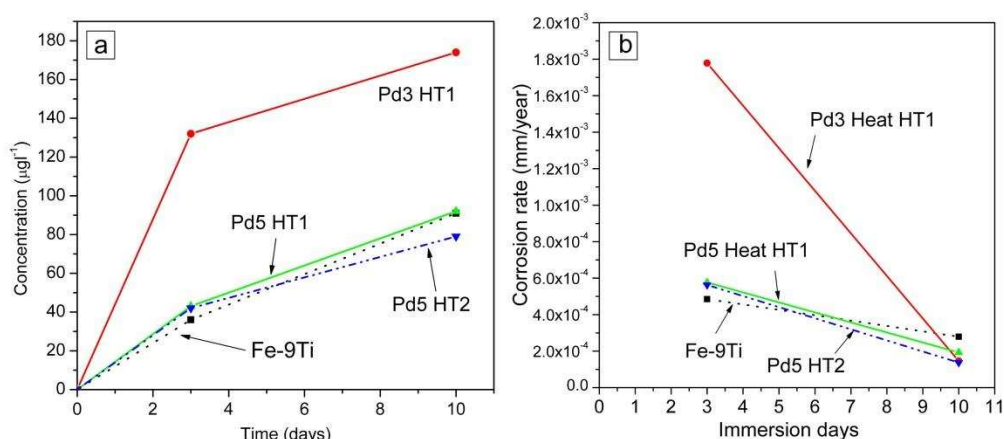 a
180
160
140
120
100
80
60
40
20
0
Concentration (µgl⁻¹)
Pd3 HT1
Pd5 HT1
Pd5 HT2
Fe-9Ti
0 2 4 6 8 10
Time (days)
b
2.0x10⁻³
1.8x10⁻³
1.6x10⁻³
1.4x10⁻³
1.2x10⁻³
1.0x10⁻³
8.0x10⁻⁴
6.0x10⁻⁴
4.0x10⁻⁴
2.0x10⁻⁴
0.0
Corrosion rate (mm/year)
Pd3 Heat HT1
Pd5 Heat HT1
Fe-9Ti
Pd5 HT2
0 1 2 3 4 5 6 7 8 9 10 11
Immersion days